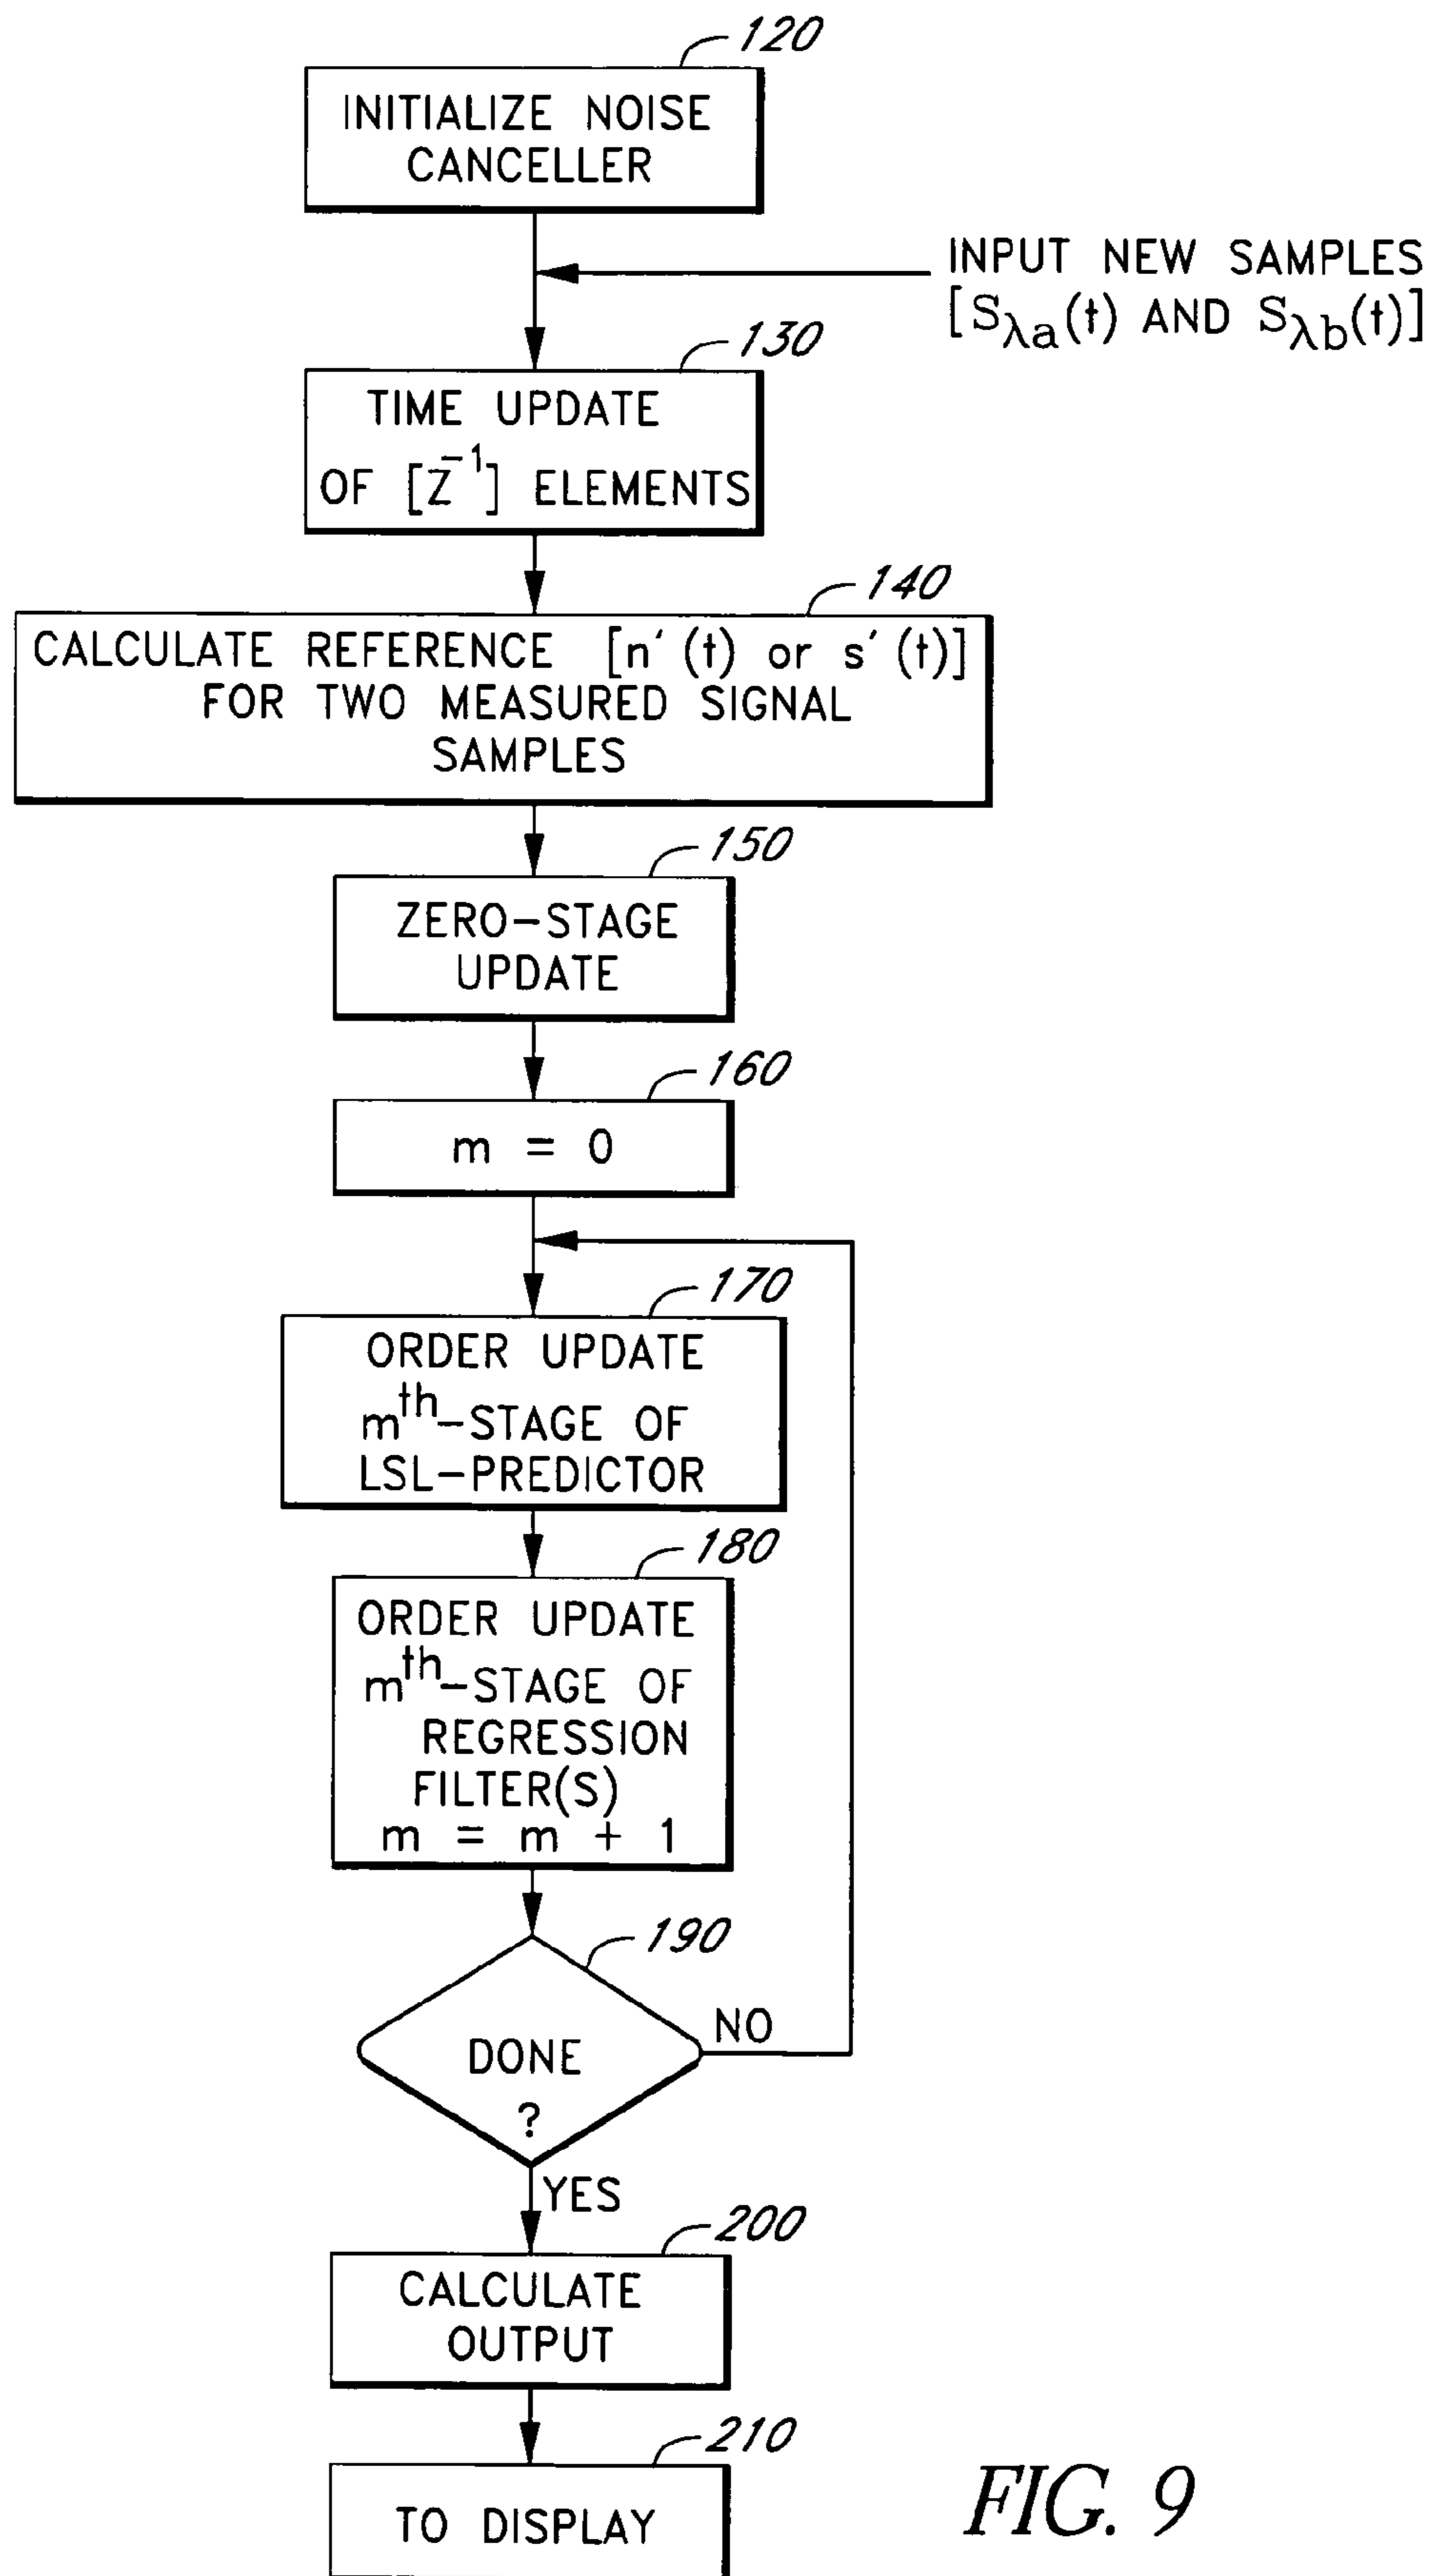 120
INITIALIZE NOISE
CANCELLER
INPUT NEW SAMPLES
[Sλa(t) AND Sλb(t)]
130
TIME UPDATE
OF [Z⁻¹] ELEMENTS
140
CALCULATE REFERENCE [n′(t) or s′(t)]
FOR TWO MEASURED SIGNAL
SAMPLES
150
ZERO-STAGE
UPDATE
160
m = 0
170
ORDER UPDATE
mᵗʰ-STAGE OF
LSL-PREDICTOR
180
ORDER UPDATE
mᵗʰ-STAGE OF
REGRESSION
FILTER(S)
m = m + 1
190
NO
DONE
?
YES
200
CALCULATE
OUTPUT
210
TO DISPLAY
FIG. 9